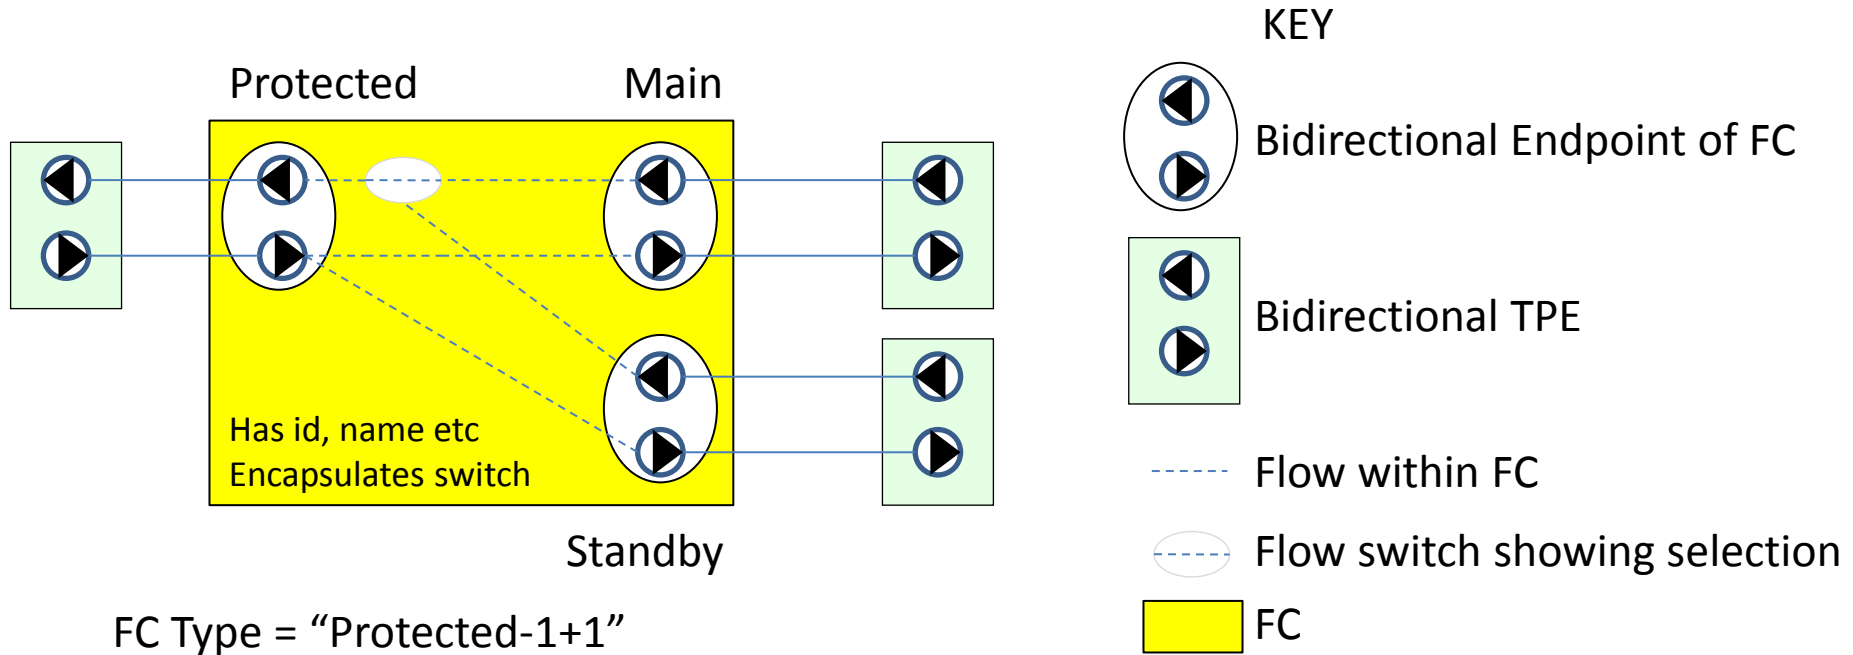 Protected
Main
Has id, name etc
Encapsulates switch
Standby
FC Type = “Protected-1+1”
KEY
Bidirectional Endpoint of FC
Bidirectional TPE
Flow within FC
Flow switch showing selection
FC